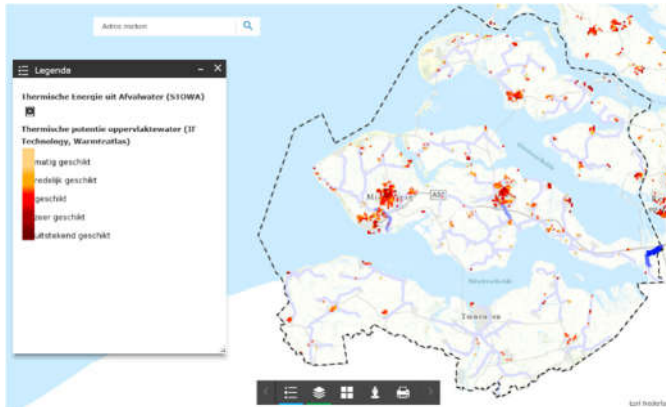 Adres zoeken
Legenda
Thermische Energie uit Afvalwater (STOWA)
Thermische potentie oppervlaktewater (IF
Technology, Warmteatlas)
matig geschikt
redelijk geschikt
geschikt
zeer geschikt
uitstekend geschikt
A58
Terneuzen